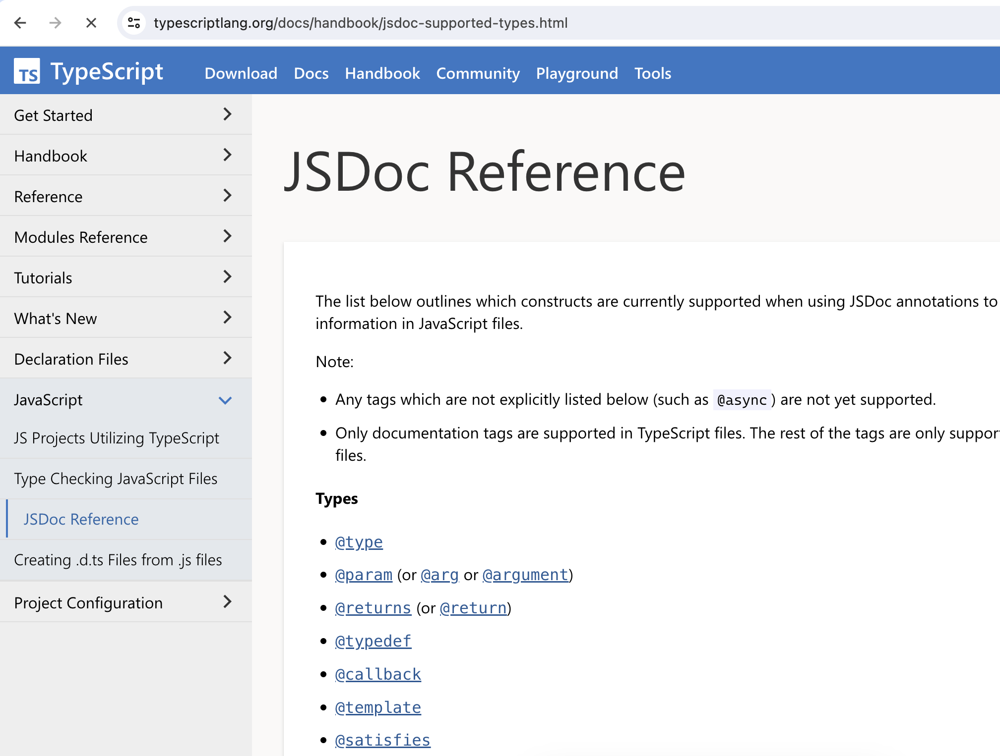 typescriptlang.org/docs/handbook/jsdoc-supported-types.html
TS TypeScript Download Docs Handbook Community Playground Tools
Get Started
Handbook
Reference
Modules Reference
Tutorials
What's New
Declaration Files
JavaScript
JS Projects Utilizing TypeScript
Type Checking JavaScript Files
JSDoc Reference
Creating .d.ts Files from .js files
Project Configuration
JSDoc Reference
The list below outlines which constructs are currently supported when using JSDoc annotations to
information in JavaScript files.
Note:
• Any tags which are not explicitly listed below (such as @async) are not yet supported.
• Only documentation tags are supported in TypeScript files. The rest of the tags are only suppor
files.
Types
• @type
• @param (or @arg or @argument)
• @returns (or @return)
• @typedef
• @callback
• @template
• @satisfies